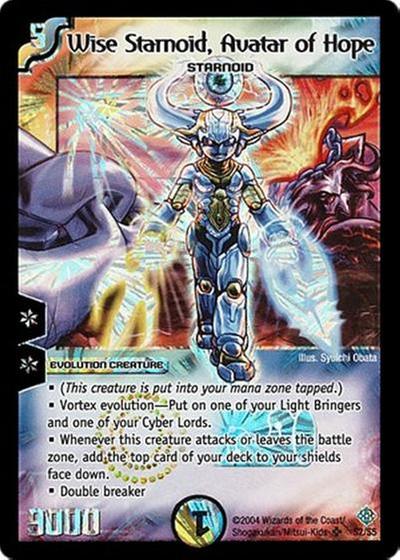 5 Wise Starnoid, Avatar of Hope
STARNOID
Illus. Syuichi Obata
EVOLUTION CREATURE
▪ (This creature is put into your mana zone tapped.)
▪ Vortex evolution—Put on one of your Light Bringers
and one of your Cyber Lords.
▪ Whenever this creature attacks or leaves the battle
zone, add the top card of your deck to your shields
face down.
▪ Double breaker
9000
©2004 Wizards of the Coast/
Shogakukan/Mitsui-Kids S2/S5